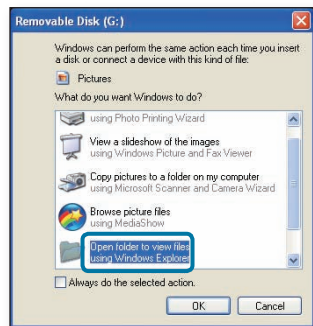 Removable Disk (G:)
Windows can perform the same action each time you insert
a disk or connect a device with this kind of file:
Pictures
What do you want Windows to do?
using Photo Printing Wizard
View a slideshow of the images
using Windows Picture and Fax Viewer
Copy pictures to a folder on my computer
using Microsoft Scanner and Camera Wizard
Browse picture files
using MediaShow
Open folder to view files
using Windows Explorer
Always do the selected action.
OK
Cancel